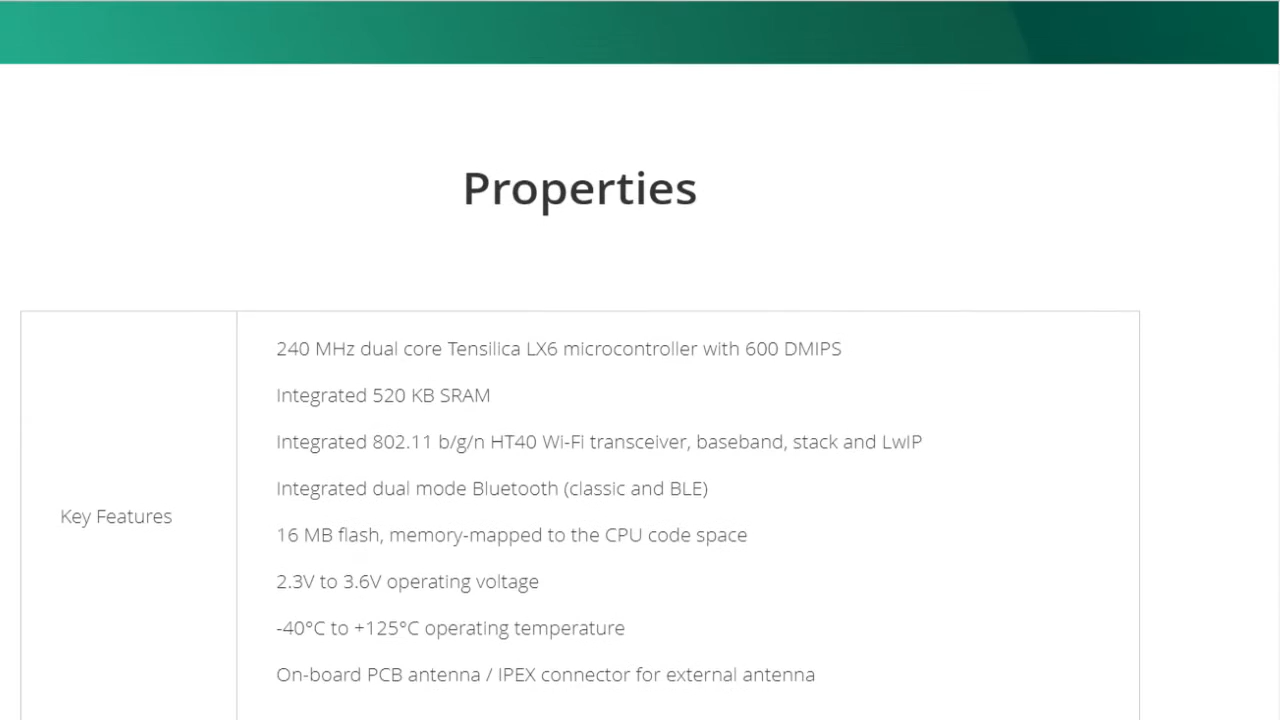 Properties
240 MHz dual core Tensilica LX6 microcontroller with 600 DMIPS
Integrated 520 KB SRAM
Integrated 802.11 b/g/n HT40 Wi-Fi transceiver, baseband, stack and LwIP
Integrated dual mode Bluetooth (classic and BLE)
Key Features
16 MB flash, memory-mapped to the CPU code space
2.3V to 3.6V operating voltage
-40°C to +125°C operating temperature
On-board PCB antenna / IPEX connector for external antenna